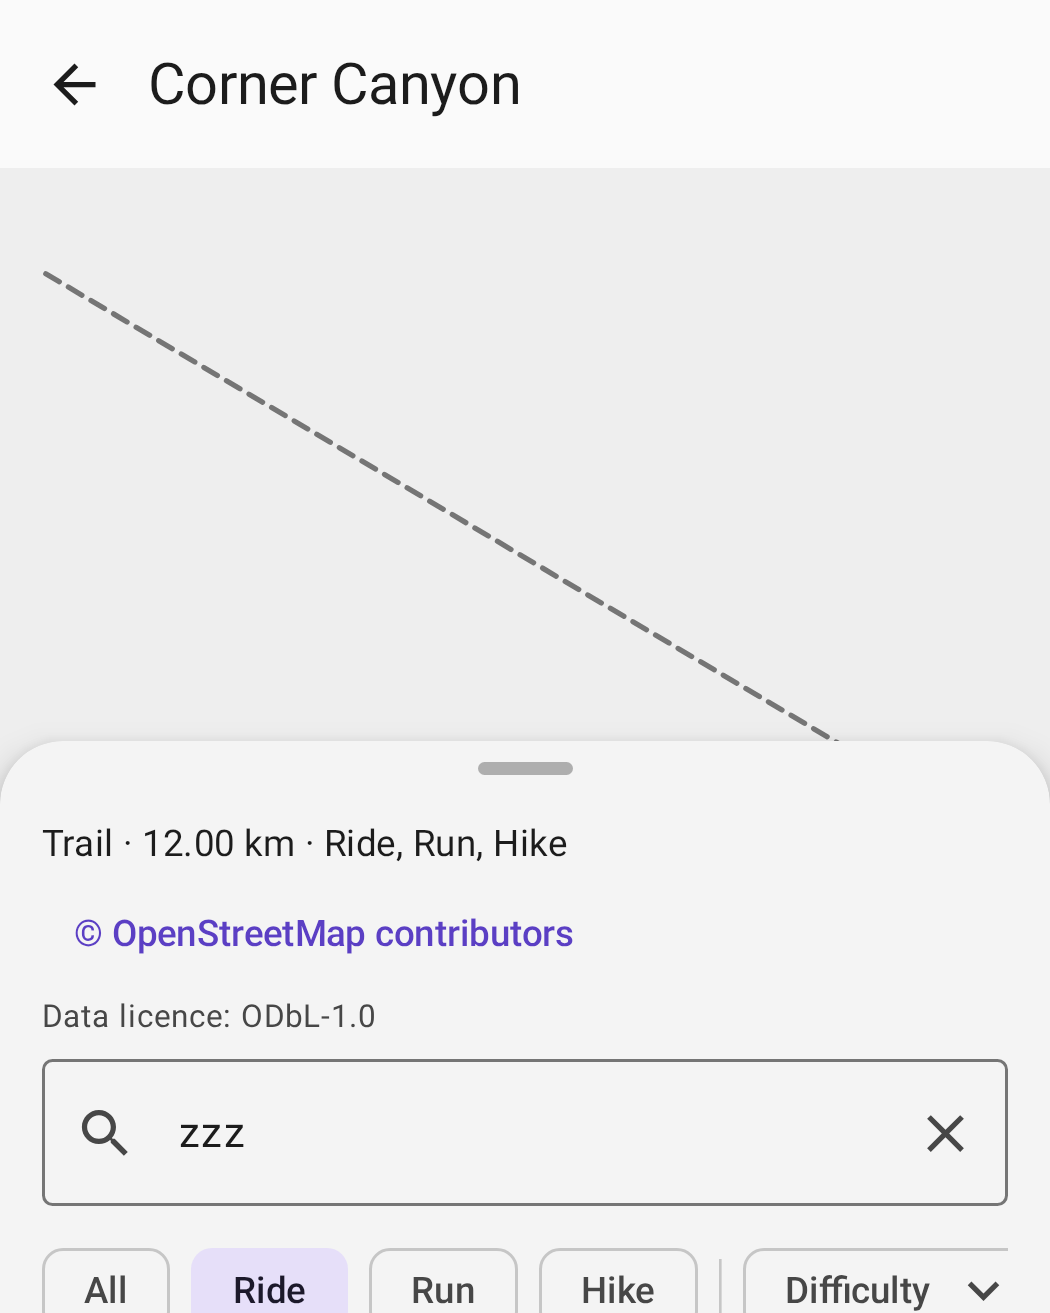 Corner Canyon
Trail · 12.00 km · Ride, Run, Hike
© OpenStreetMap contributors
Data licence: ODbL-1.0
zzz
All Ride Run Hike Difficulty